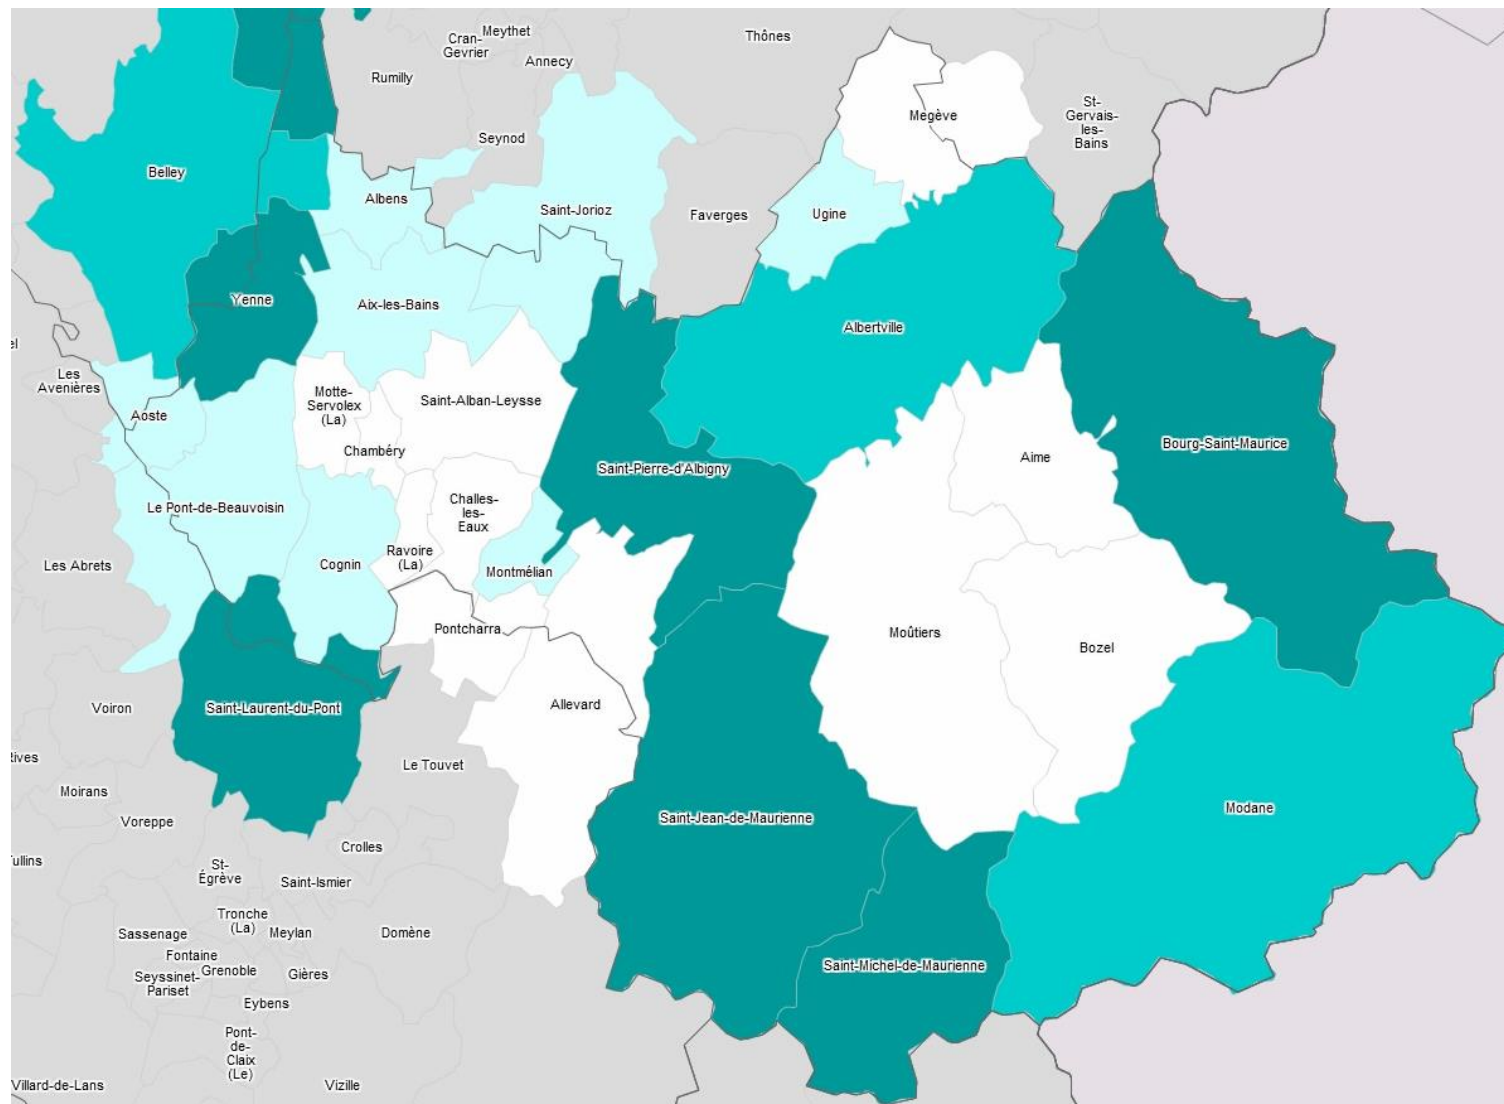 Thônes
Meythet
Cran-
Gevrier
Annecy
Rumilly
Seynod
Megève
St-
Gervais-
les-
Bains
Belley
Albens
Saint-Jorioz
Faverges
Ugine
Yenne
Aix-les-Bains
Albertville
el
Les
Avenières
Aoste
Motte-
Servolex
(La)
Saint-Alban-Leysse
Chambéry
Bourg-Saint-Maurice
Aime
Saint-Pierre-d'Albigny
Challes-
les-
Eaux
Le Pont-de-Beauvoisin
Les Abrets
Cognin
Ravoire
(La)
Montmélian
Pontcharra
Moûtiers
Bozel
Voiron
Saint-Laurent-du-Pont
Allevard
Rives
Le Touvet
Moirans
Voreppe
Saint-Jean-de-Maurienne
Modane
Tullins
Crolles
St-
Égrève
Saint-Ismier
Tronche
(La)
Sassenage
Meylan
Domène
Fontaine
Seyssinet-
Pariset
Grenoble
Gières
Saint-Michel-de-Maurienne
Eybens
Pont-
de-
Claix
(Le)
Villard-de-Lans
Vizille